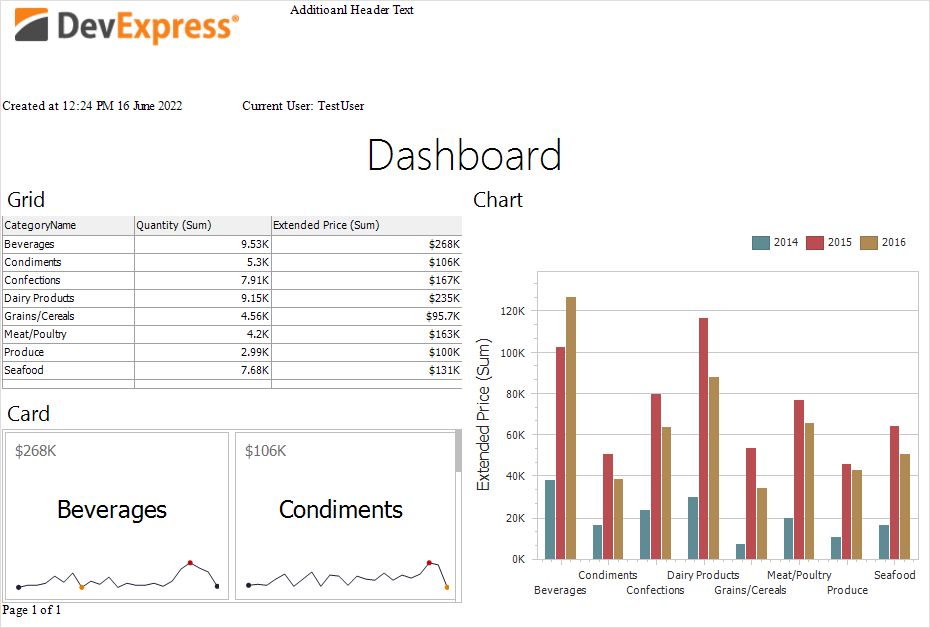 DevExpress®
Additioanl Header Text
Created at 12:24 PM 16 June 2022
Current User: TestUser
Dashboard
Grid
CategoryName Quantity (Sum) Extended Price (Sum)
Beverages 9.53K $268K
Condiments 5.3K $106K
Confections 7.91K $167K
Dairy Products 9.15K $235K
Grains/Cereals 4.56K $95.7K
Meat/Poultry 4.2K $163K
Produce 2.99K $100K
Seafood 7.68K $131K
Card
$268K
Beverages
$106K
Condiments
Chart
2014 2015 2016
Extended Price (Sum)
120K
100K
80K
60K
40K
20K
0K
Condiments Dairy Products Meat/Poultry Seafood
Beverages Confections Grains/Cereals Produce
Page 1 of 1